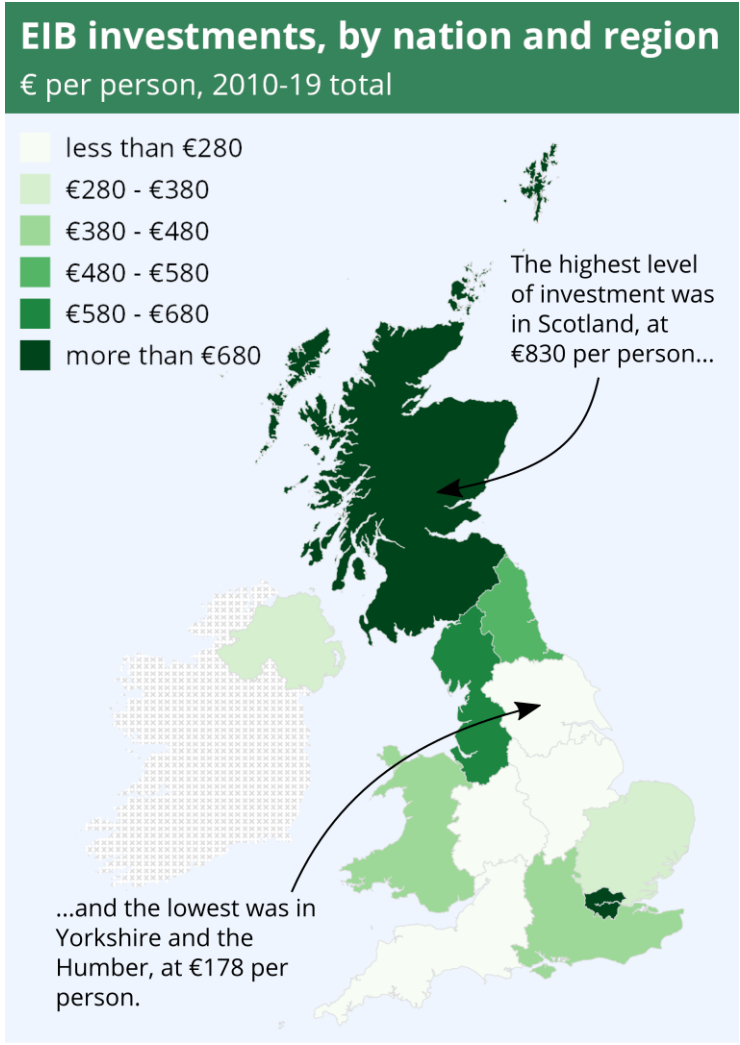 EIB investments, by nation and region
€ per person, 2010-19 total
less than €280
€280 - €380
€380 - €480
€480 - €580
€580 - €680
more than €680
The highest level
of investment was
in Scotland, at
€830 per person...
...and the lowest was in
Yorkshire and the
Humber, at €178 per
person.